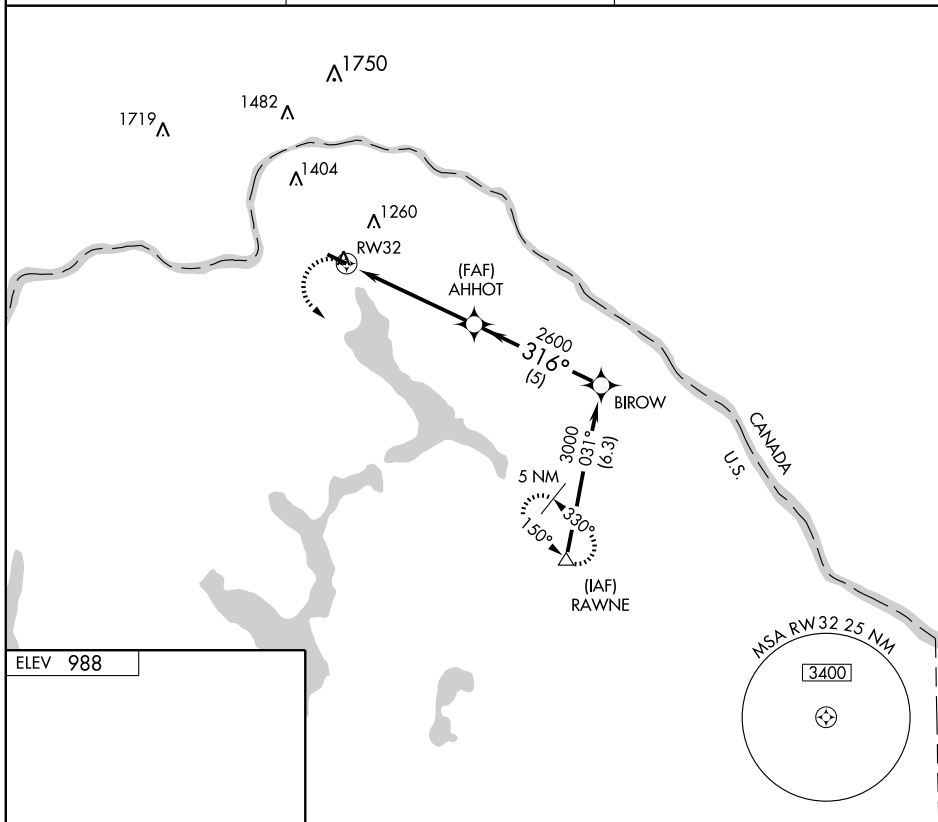 1750
1482
1719
1404
1260
RW32
(FAF)
AHHOT
2600
316°
(5)
BIROW
CANADA
U.S.
3000
031°
(6.3)
5 NM
330°
150°
(IAF)
RAWNE
MSA RW32 25 NM
3400
ELEV 988